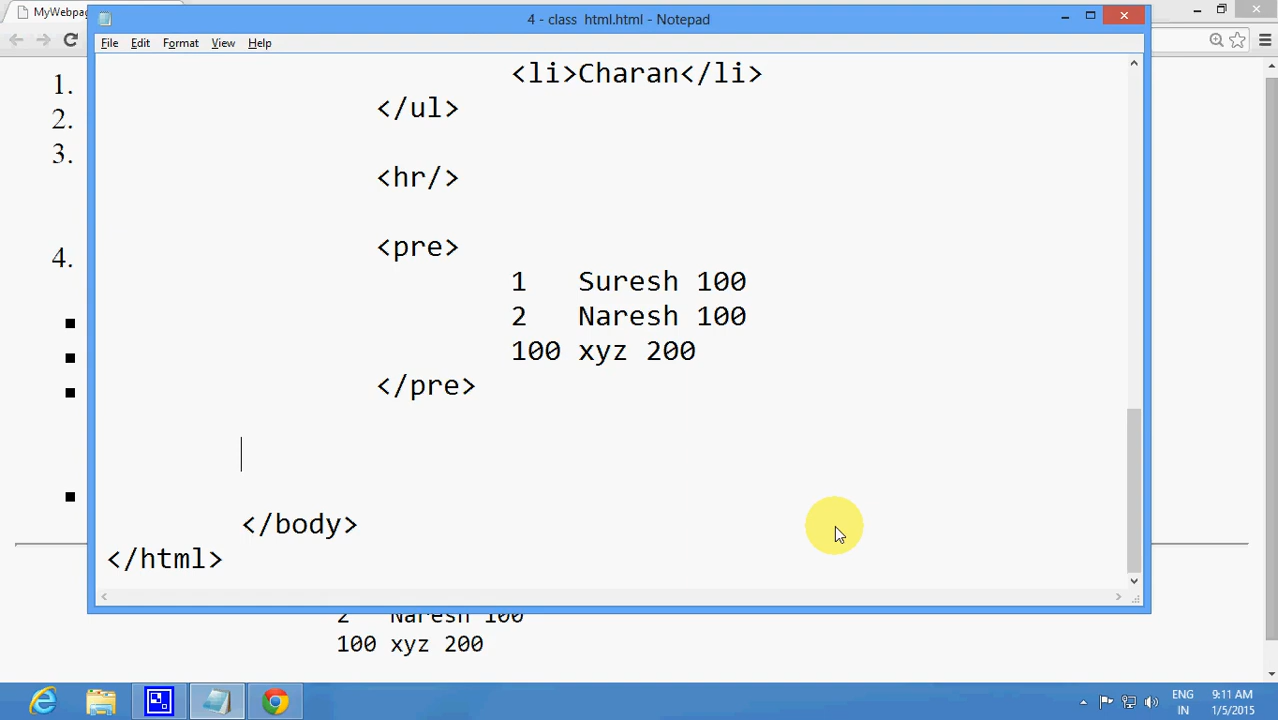 MyWebpag
4 - class  html.html - Notepad
File Edit Format View Help
1.
2.
3.
4.
<li>Charan</li>
</ul>
<hr/>
<pre>
1   Suresh 100
2   Naresh 100
100 xyz 200
</pre>
</body>
</html>
2   Naresh 100
100 xyz 200
ENG
IN
9:11 AM
1/5/2015